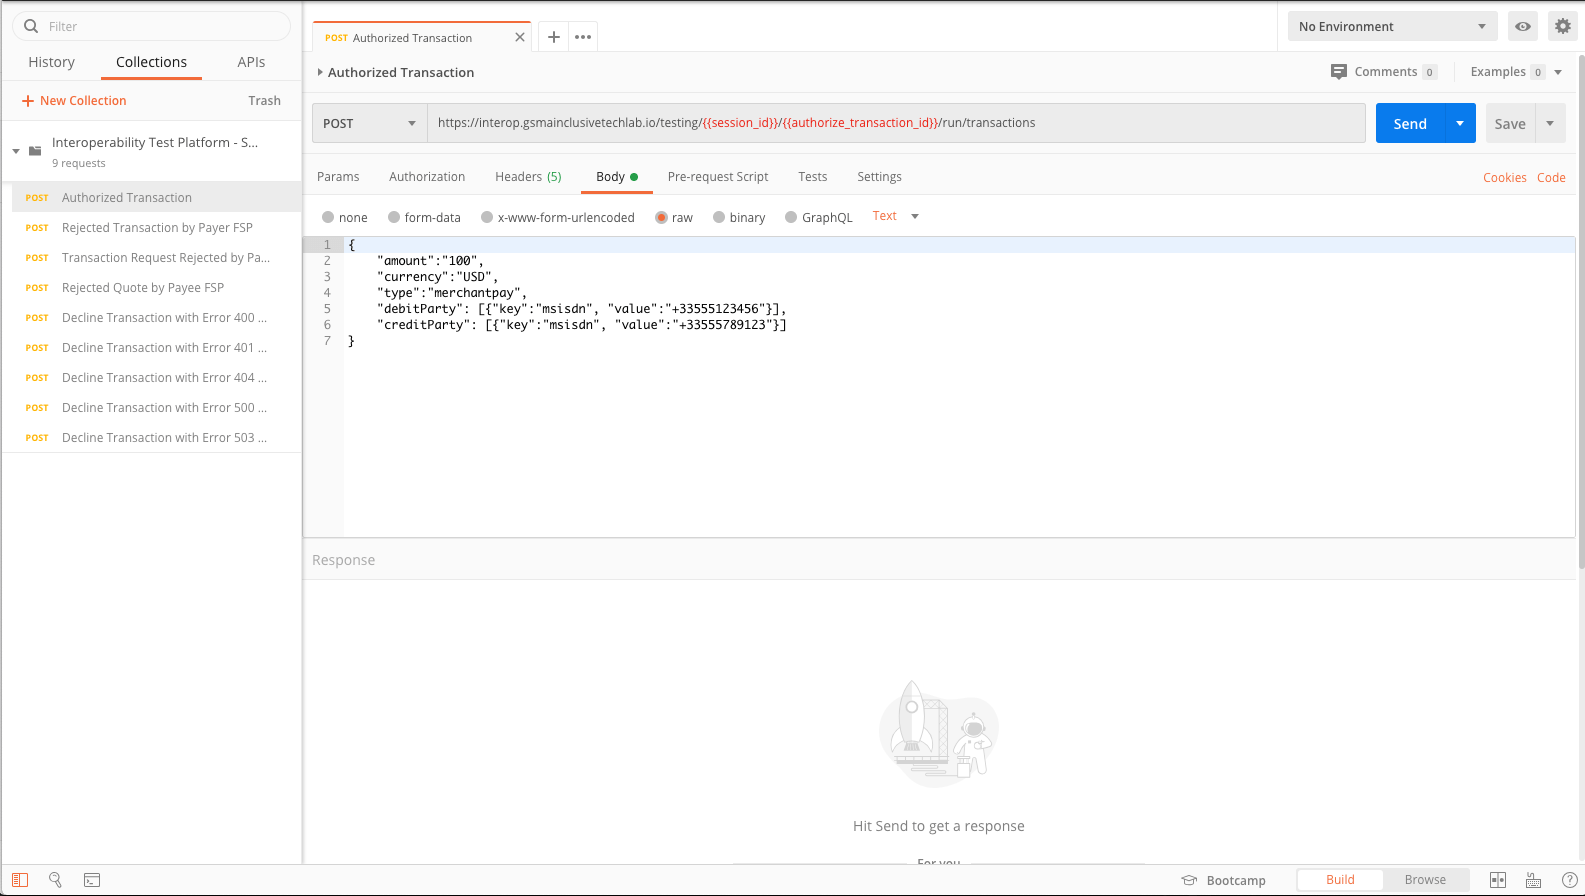 Filter
History Collections APIs
+ New Collection Trash
Interoperability Test Platform - S...
9 requests
POST Authorized Transaction
POST Rejected Transaction by Payer FSP
POST Transaction Request Rejected by Pa...
POST Rejected Quote by Payee FSP
POST Decline Transaction with Error 400 ...
POST Decline Transaction with Error 401 ...
POST Decline Transaction with Error 404 ...
POST Decline Transaction with Error 500 ...
POST Decline Transaction with Error 503 ...
POST Authorized Transaction
No Environment
Authorized Transaction
Comments 0 Examples 0
POST https://interop.gsmainclusivetechlab.io/testing/{{session_id}}/{{authorize_transaction_id}}/run/transactions Send Save
Params Authorization Headers (5) Body Pre-request Script Tests Settings Cookies Code
none form-data x-www-form-urlencoded raw binary GraphQL Text
1 {
2 "amount":"100",
3 "currency":"USD",
4 "type":"merchantpay",
5 "debitParty": [{"key":"msisdn", "value":"+33555123456"}],
6 "creditParty": [{"key":"msisdn", "value":"+33555789123"}]
7 }
Response
Hit Send to get a response
For you
Bootcamp Build Browse